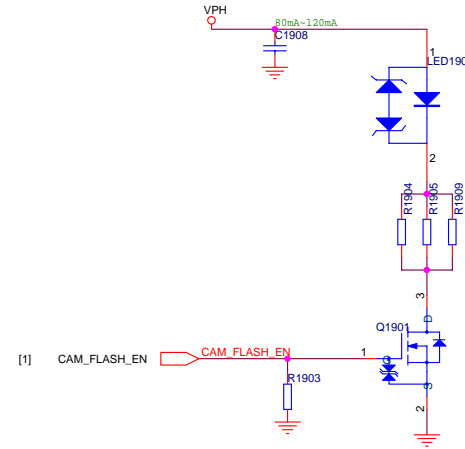 VPH
80mA~120mA
C1908
1
LED190
2
R1904
R1905
R1909
3
D
Q1901
[1] CAM_FLASH_EN
CAM_FLASH_EN
1
G
S
R1903
2